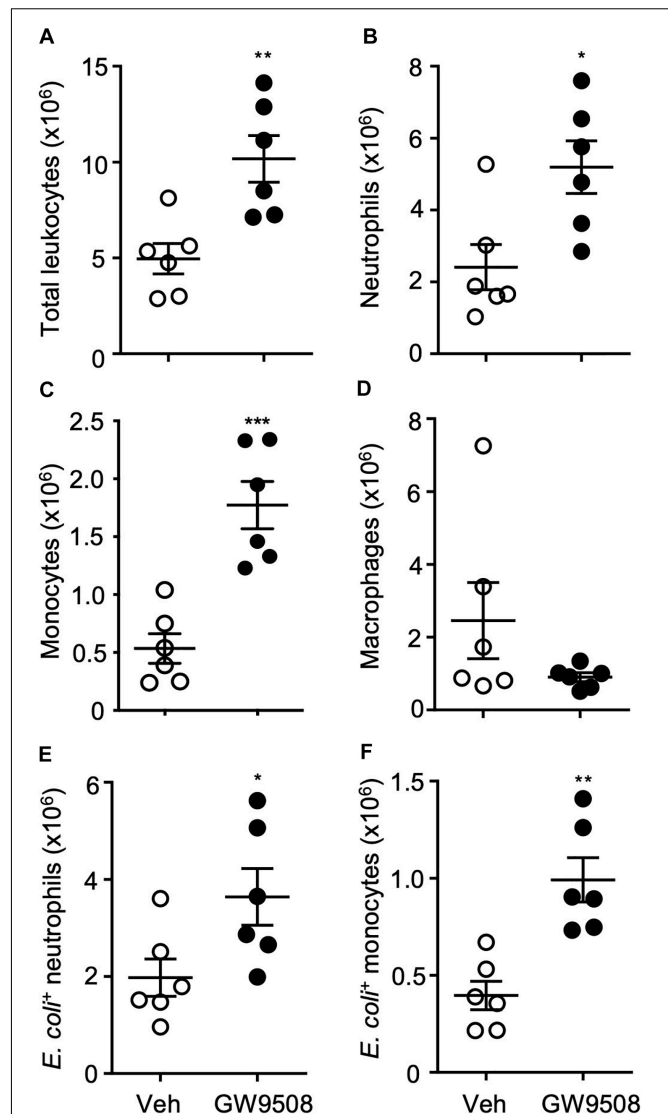 A
**
Total leukocytes (x10⁶)
15
10
5
0
B
*
Neutrophils (x10⁶)
8
6
4
2
0
C
***
Monocytes (x10⁶)
2.5
2.0
1.5
1.0
0.5
0
D
Macrophages (x10⁶)
8
6
4
2
0
E
*
E. coli⁺ neutrophils (x10⁶)
6
4
2
0
Veh GW9508
F
**
E. coli⁺ monocytes (x10⁶)
1.5
1.0
0.5
0
Veh GW9508